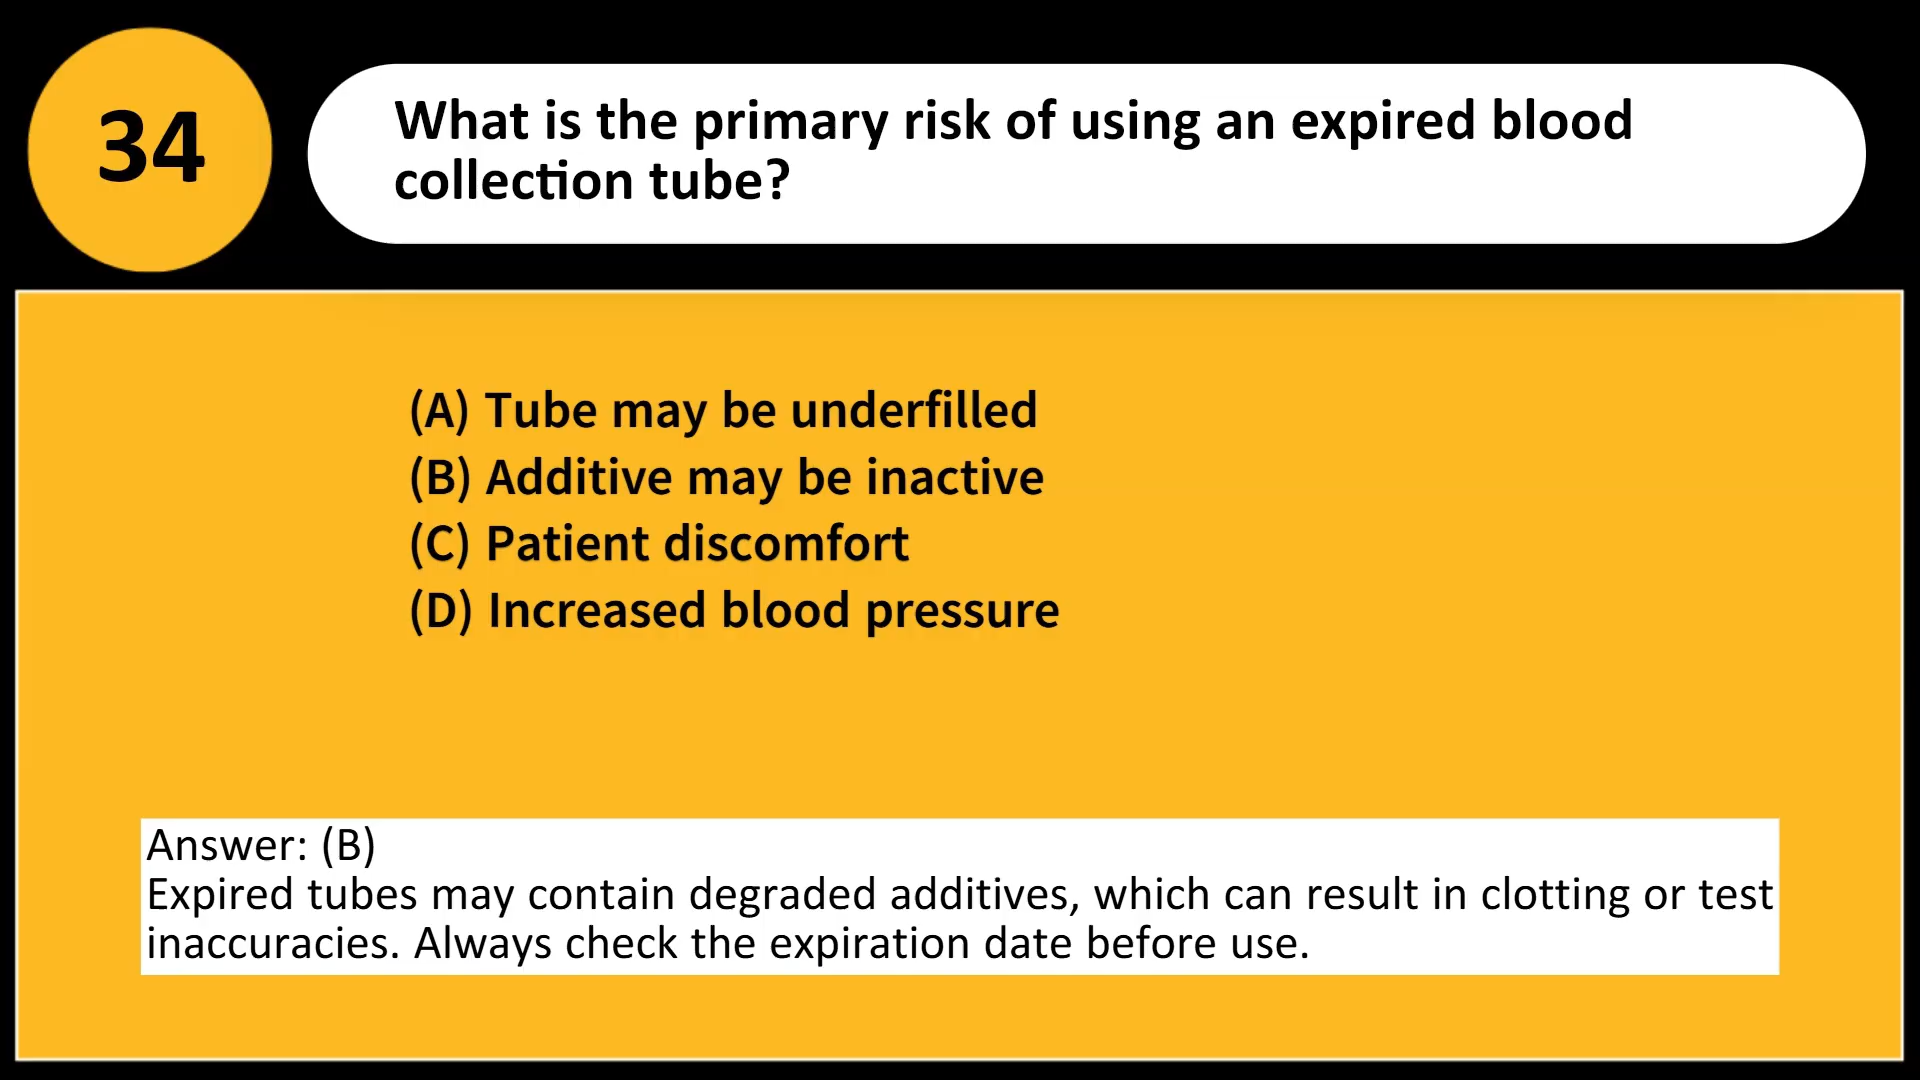 34
What is the primary risk of using an expired blood
collection tube?
(A) Tube may be underfilled
(B) Additive may be inactive
(C) Patient discomfort
(D) Increased blood pressure
Answer: (B)
Expired tubes may contain degraded additives, which can result in clotting or test
inaccuracies. Always check the expiration date before use.